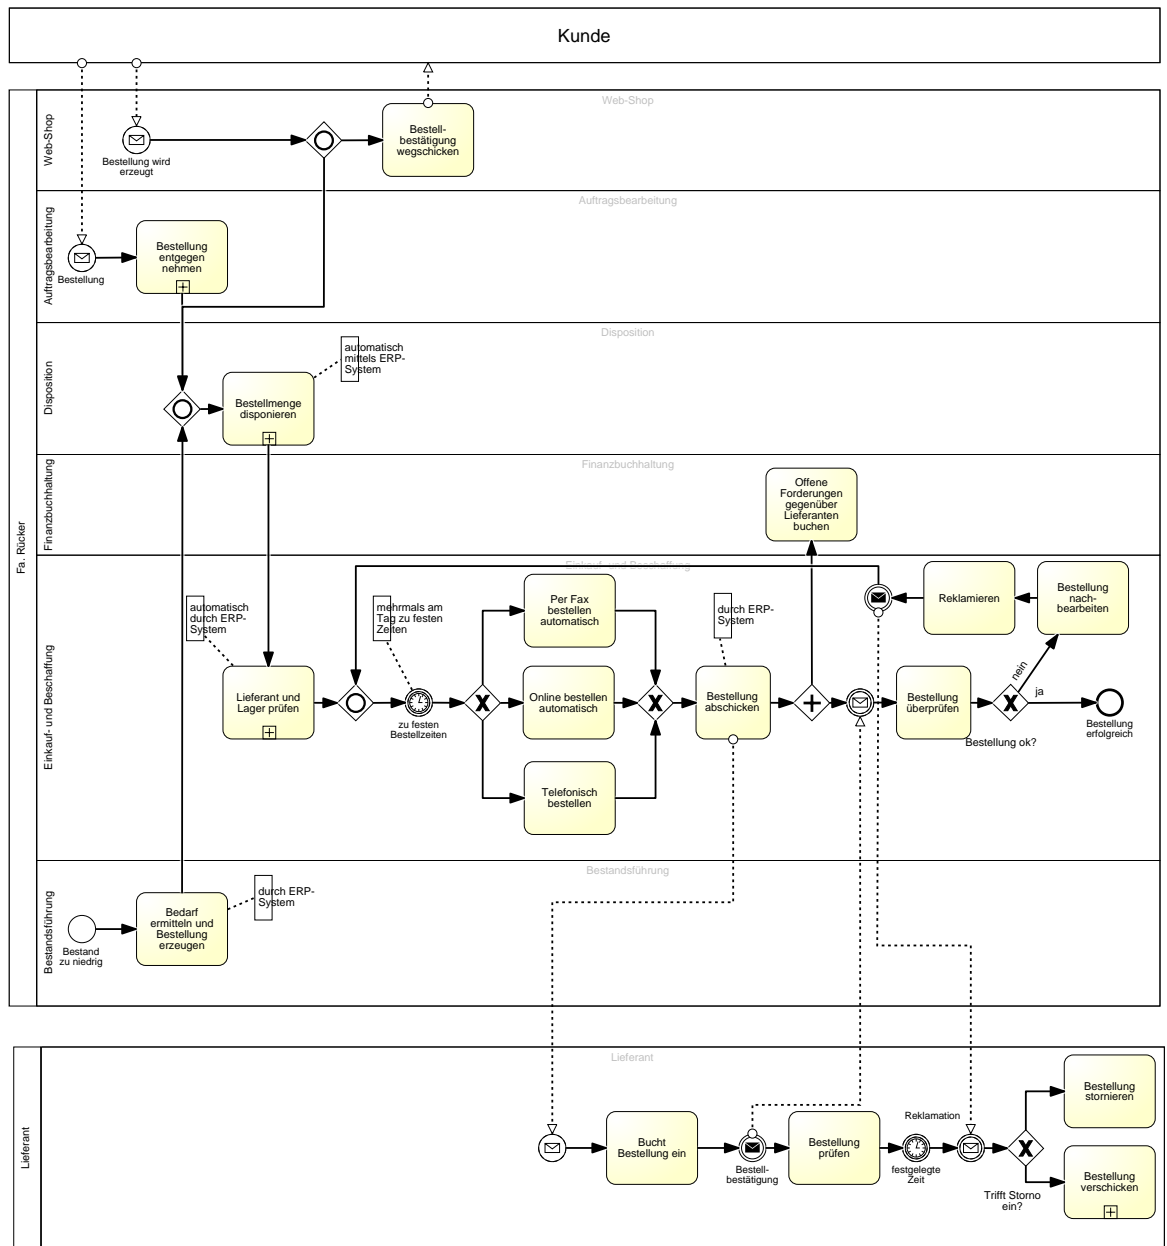 Kunde
Fa. Rücker
Web-Shop
Web-Shop
Bestellung wird
erzeugt
Bestell-
bestätigung
wegschicken
Auftragsbearbeitung
Auftragsbearbeitung
Bestellung
Bestellung
entgegen
nehmen
Disposition
Disposition
automatisch
mittels ERP-
System
Bestellmenge
disponieren
Finanzbuchhaltung
Finanzbuchhaltung
Offene
Forderungen
gegenüber
Lieferanten
buchen
Einkauf- und Beschaffung
Einkauf- und Beschaffung
automatisch
durch ERP-
System
Lieferant und
Lager prüfen
mehrmals am
Tag zu festen
Zeiten
zu festen
Bestellzeiten
Per Fax
bestellen
automatisch
Online bestellen
automatisch
Telefonisch
bestellen
durch ERP-
System
Bestellung
abschicken
Reklamieren
Bestellung
nach-
bearbeiten
Bestellung
überprüfen
Bestellung ok?
nein
ja
Bestellung
erfolgreich
Bestandsführung
Bestandsführung
Bestand
zu niedrig
Bedarf
ermitteln und
Bestellung
erzeugen
durch ERP-
System
Lieferant
Lieferant
Bucht
Bestellung ein
Bestell-
bestätigung
Bestellung
prüfen
festgelegte
Zeit
Reklamation
Trifft Storno
ein?
Bestellung
stornieren
Bestellung
verschicken